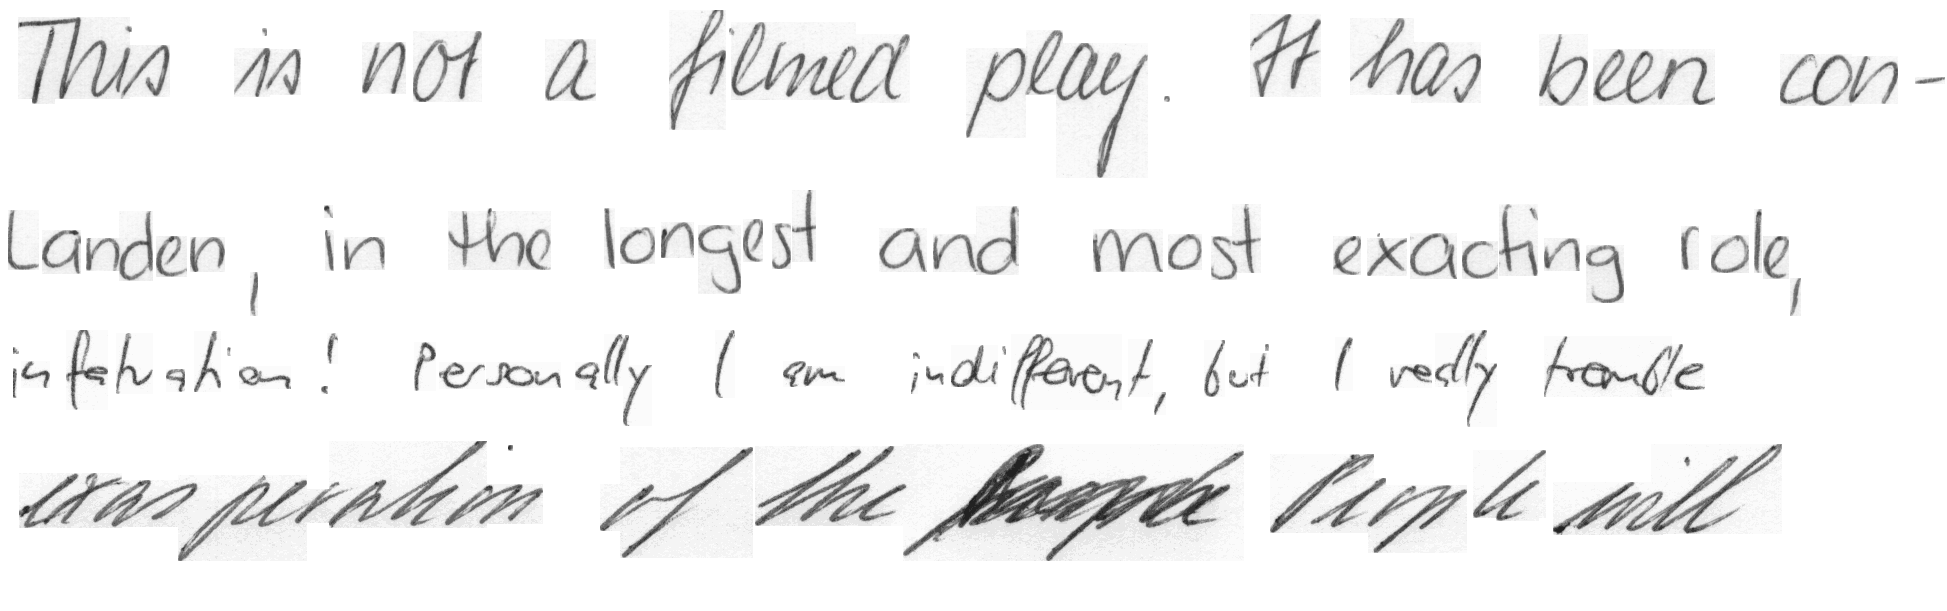 This is not a filmed play. It has been con-
Landen, in the longest and most exacting role,
infatuation! Personally I am indifferent, but I really tremble
exasperation of the People will